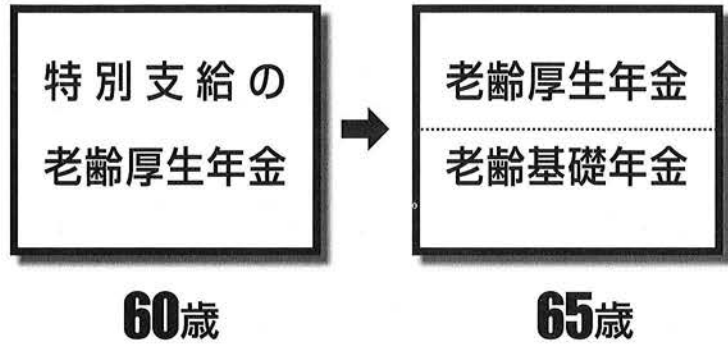 特別支給の
老齢厚生年金
老齢厚生年金
老齢基礎年金
60歳
65歳